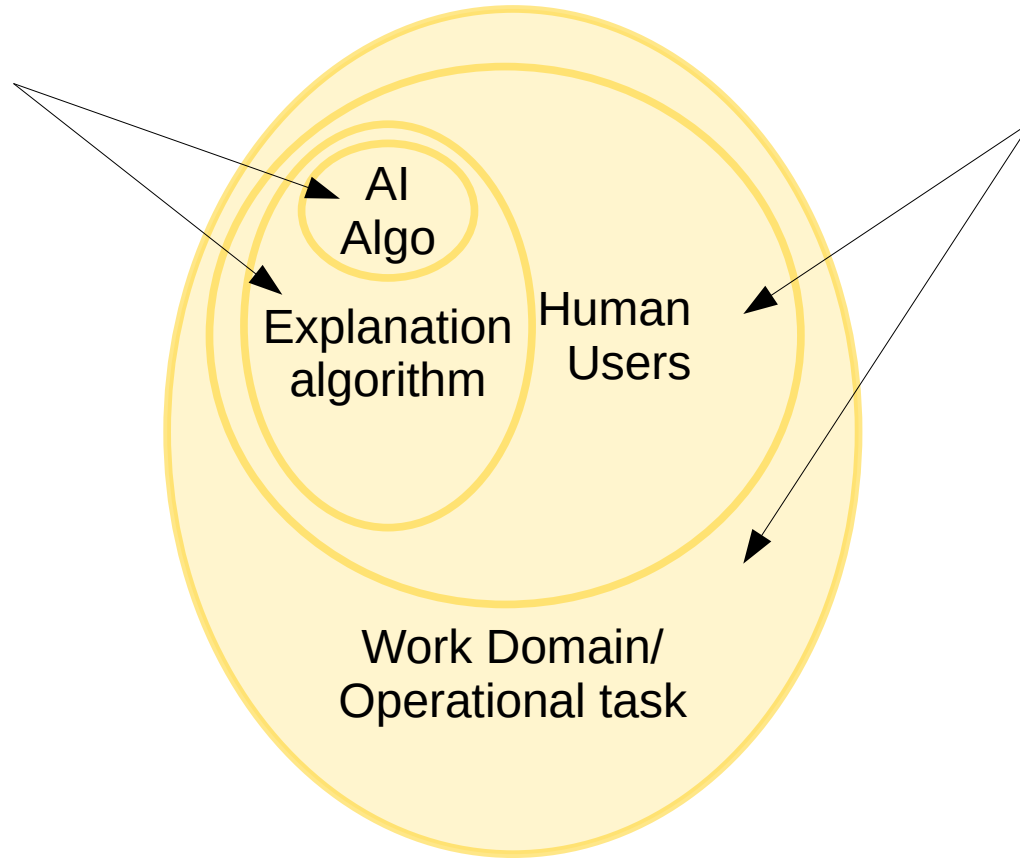 AI
Algo
Explanation
algorithm
Human
Users
Work Domain/
Operational task